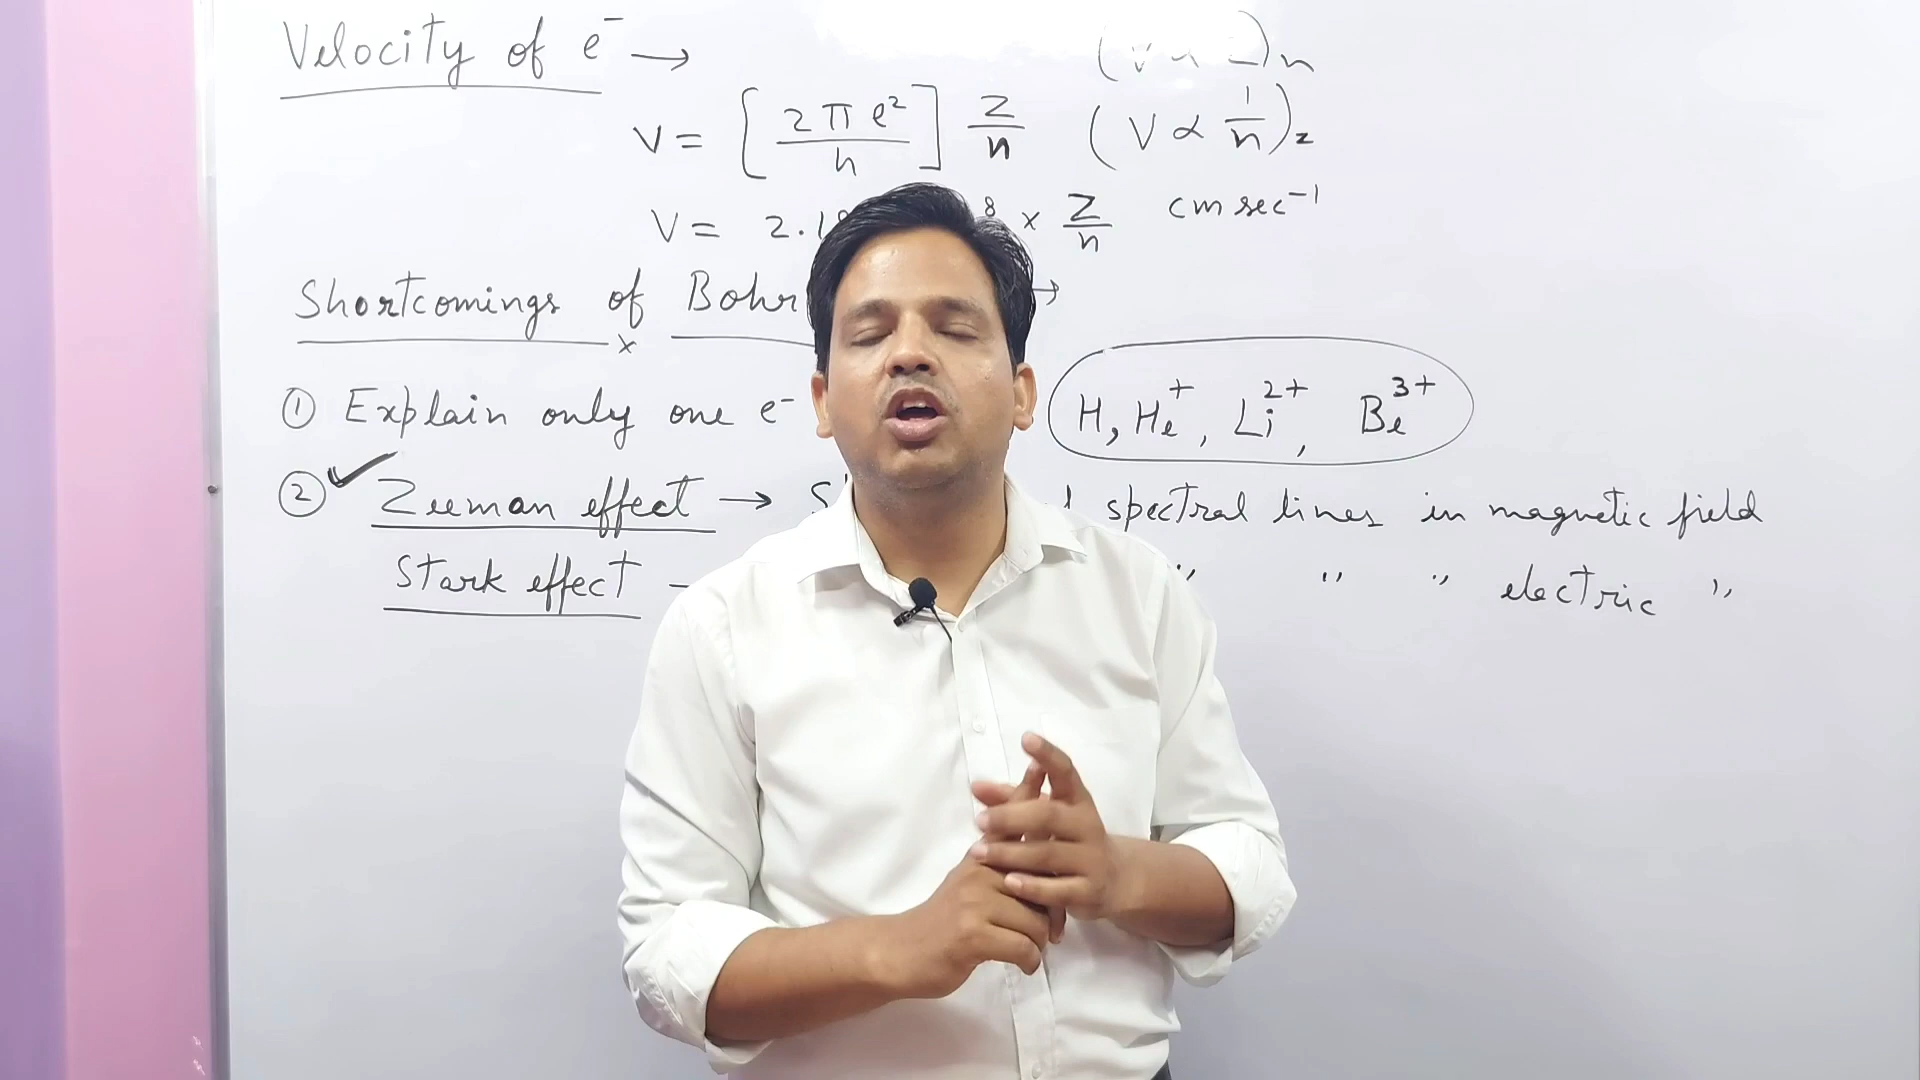 Velocity of e⁻ →
V = [2πe²/h] Z/n (V ∝ 1/n)z
V = 2.1 8 × Z/n cm sec⁻¹
Shortcomings of Bohr →
① Explain only one e⁻ H, He⁺, Li²⁺, Be³⁺
② ✓ Zeeman effect → spectral lines in magnetic field
Stark effect - " " " electric "